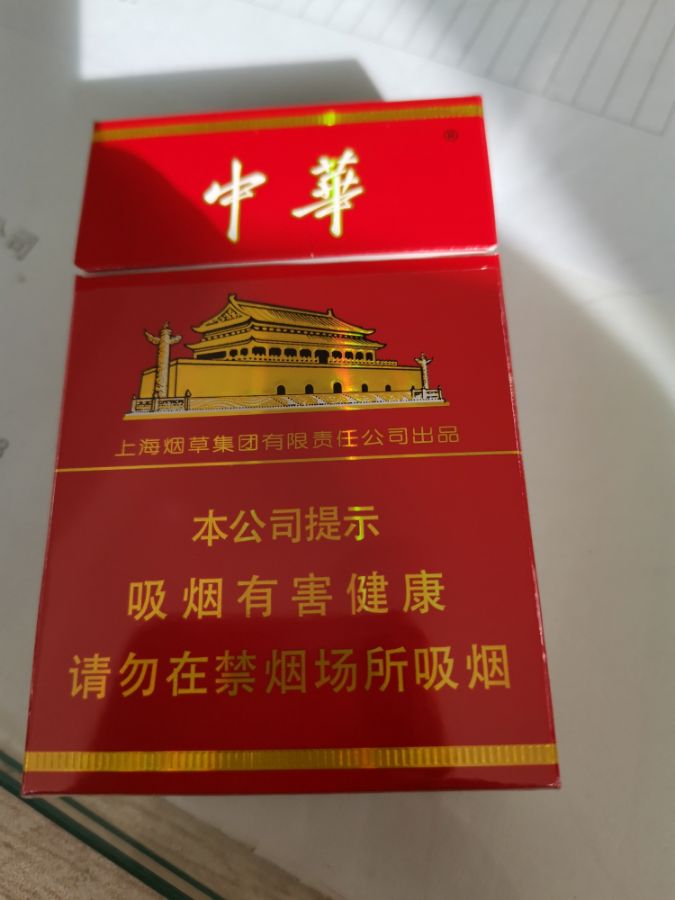 中華 ®
上海烟草集团有限责任公司出品
本公司提示
吸烟有害健康
请勿在禁烟场所吸烟